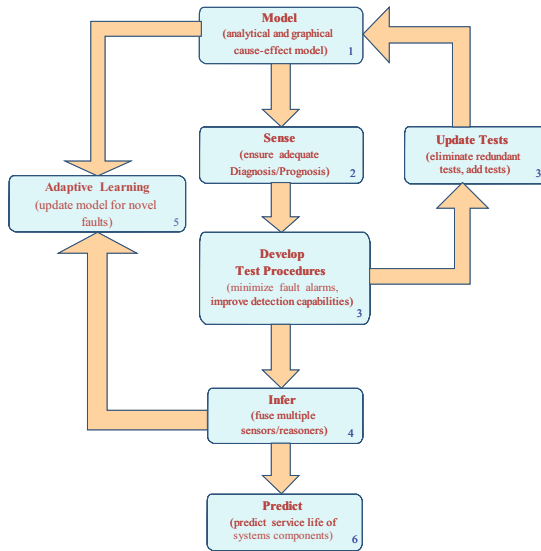 Model
(analytical and graphical
cause-effect model)
1
Sense
(ensure adequate
Diagnosis/Prognosis)
2
Update Tests
(eliminate redundant
tests, add tests)
3
Adaptive Learning
(update model for novel
faults)
5
Develop
Test Procedures
(minimize fault alarms,
improve detection capabilities)
3
Infer
(fuse multiple
sensors/reasoners)
4
Predict
(predict service life of
systems components)
6